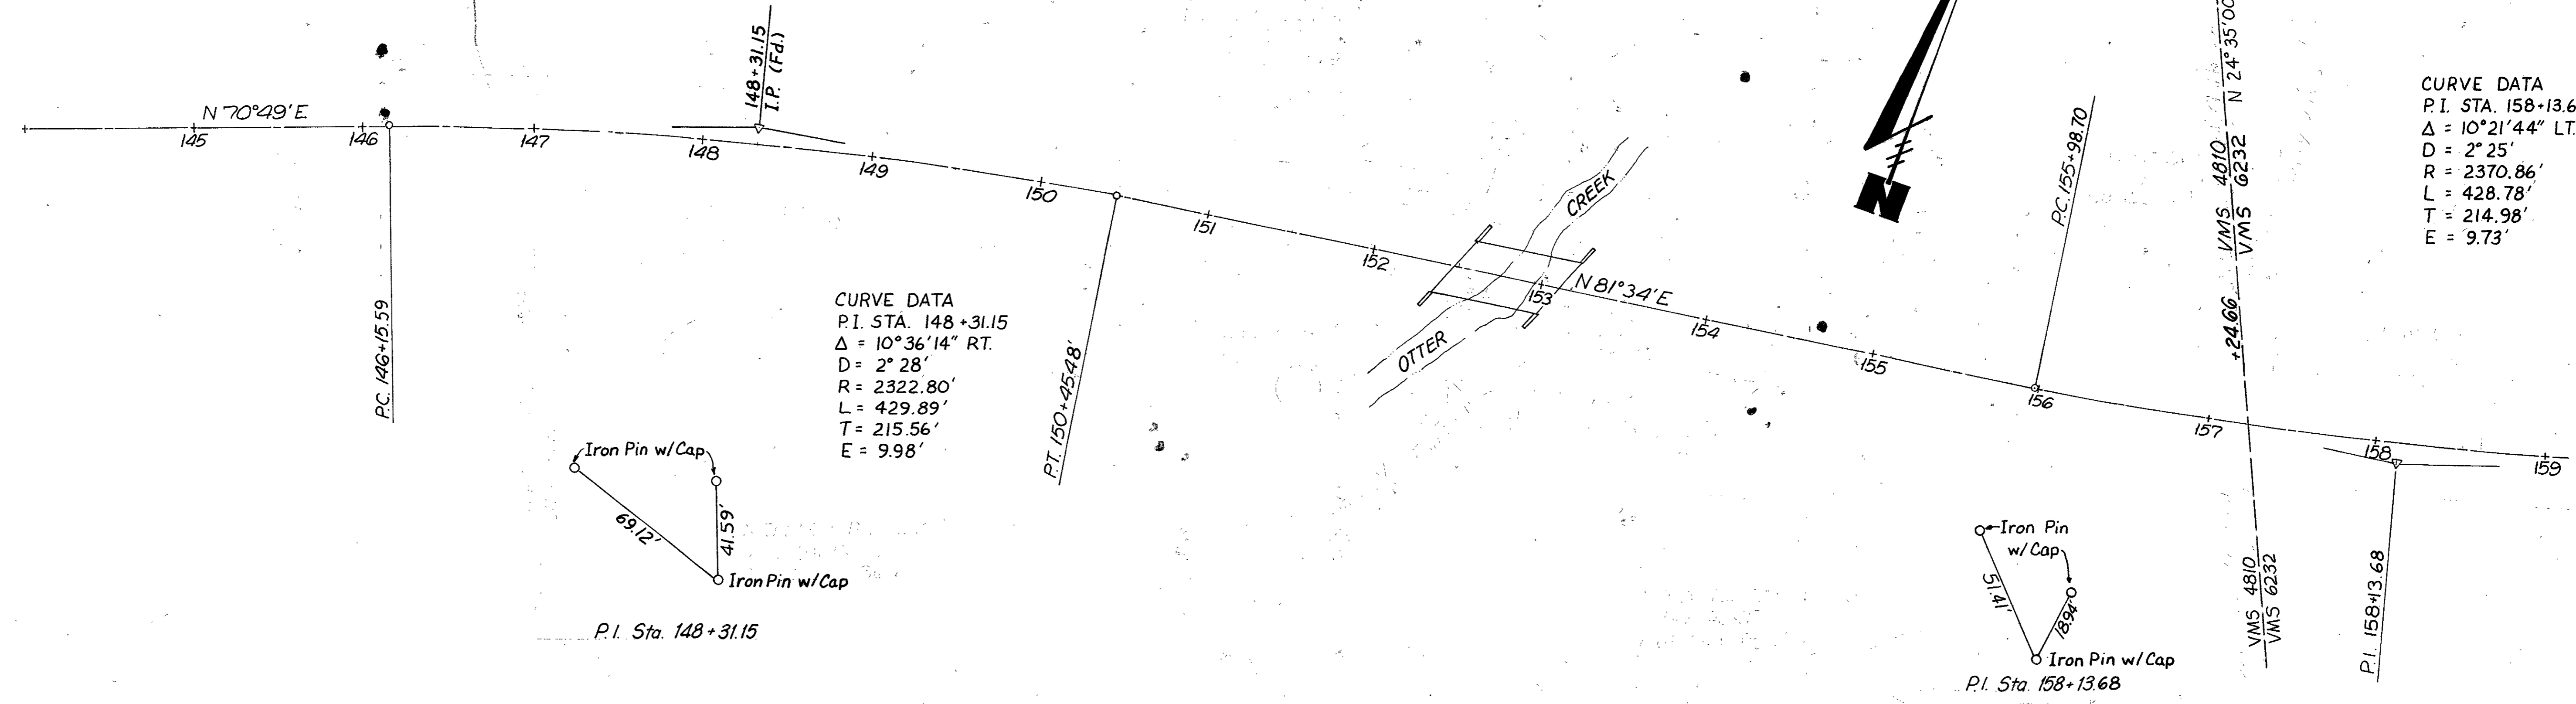 N 70°49'E
145
146
147
148
149
150
151
152
153
154
155
156
157
158
159
148+31.15
I.P. (Fd.)
P.C. 146+15.59
P.T. 150+45.48'
CURVE DATA
P.I. STA. 148+31.15
Δ = 10°36'14" RT.
D = 2° 28'
R = 2322.80'
L = 429.89'
T = 215.56'
E = 9.98'
Iron Pin w/Cap
69.12'
41.59'
Iron Pin w/Cap
P.I. Sta. 148+31.15
OTTER CREEK
N 81°34'E
N
P.C. 155+98.70
VMS 4810
VMS 6232
N 24°35'00
+24.66
VMS 4810
VMS 6232
P.I. 158+13.68
CURVE DATA
P.I. STA. 158+13.6
Δ = 10°21'44" LT.
D = 2° 25'
R = 2370.86'
L = 428.78'
T = 214.98'
E = 9.73'
Iron Pin
w/Cap
51.41'
18.94'
Iron Pin w/Cap
P.I. Sta. 158+13.68